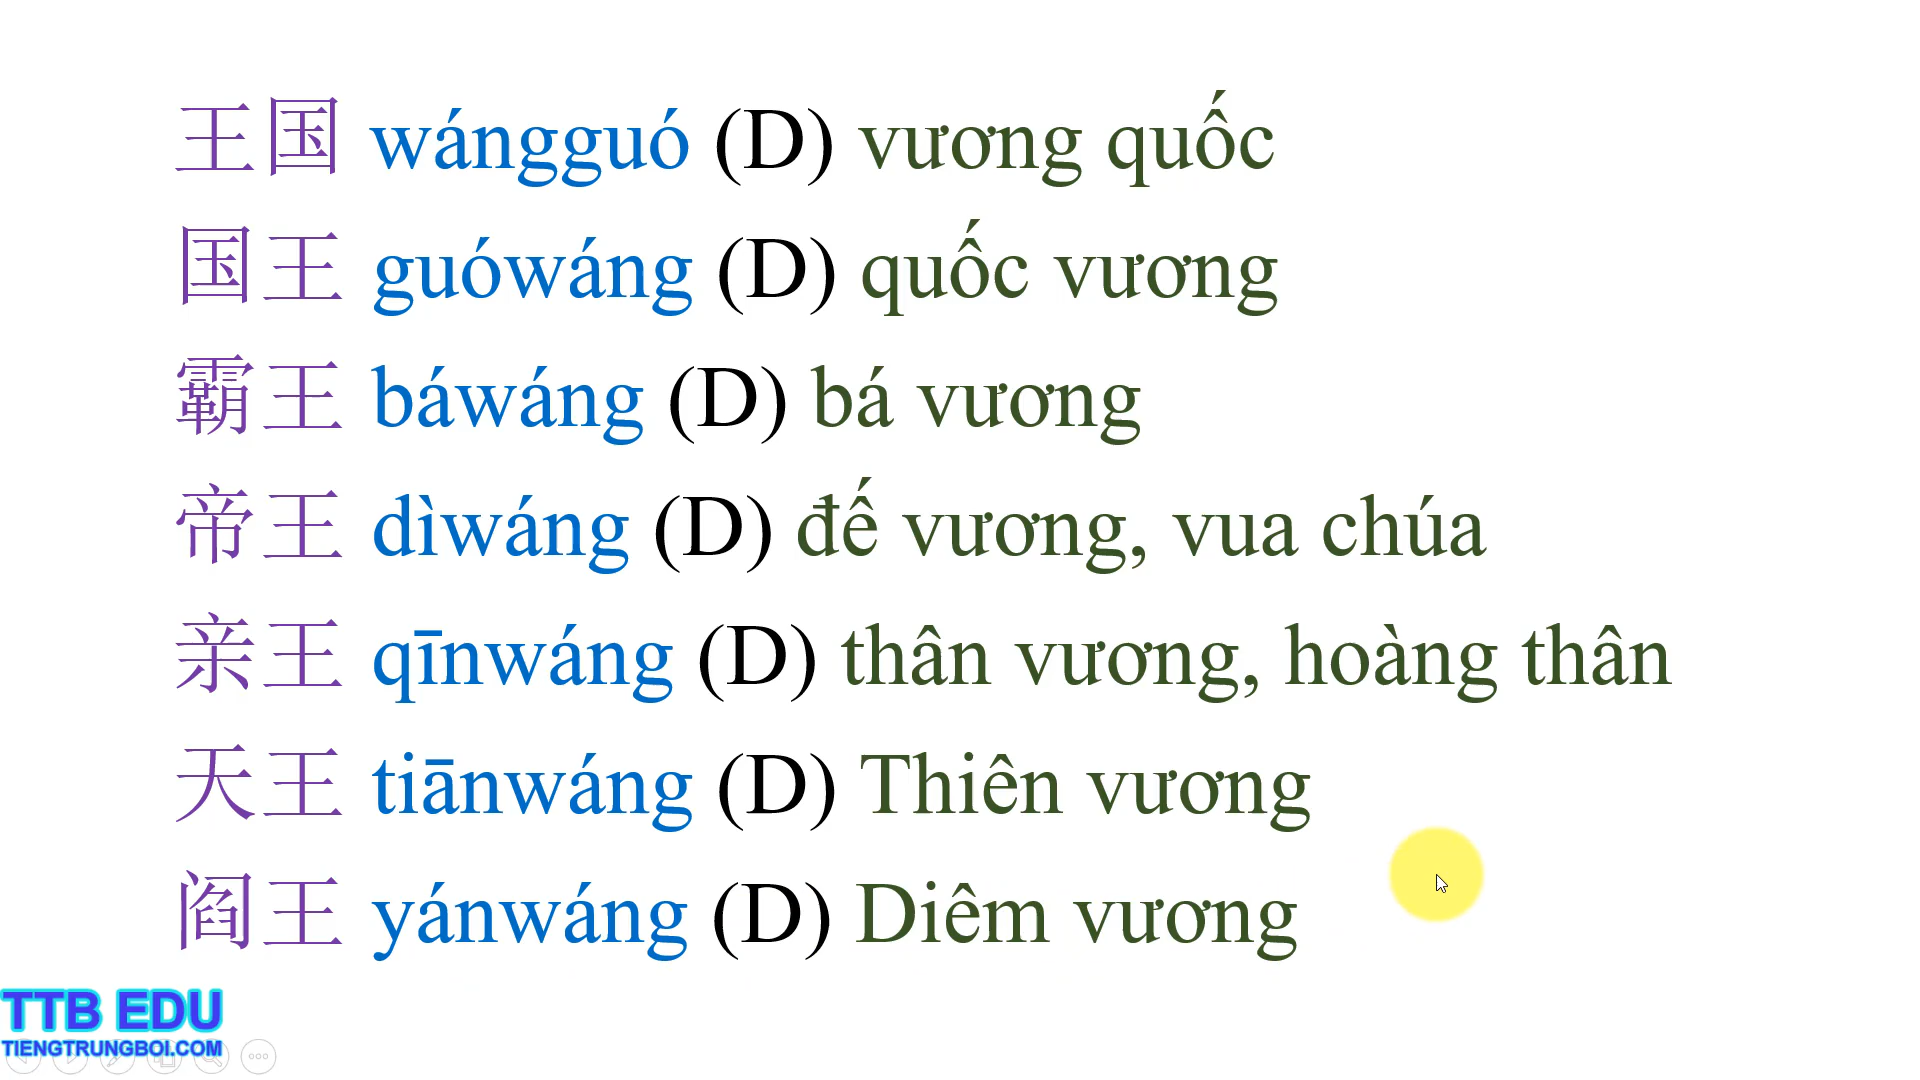 王国 wángguó (D) vương quốc
国王 guówáng (D) quốc vương
霸王 báwáng (D) bá vương
帝王 dìwáng (D) đế vương, vua chúa
亲王 qīnwáng (D) thân vương, hoàng thân
天王 tiānwáng (D) Thiên vương
阎王 yánwáng (D) Diêm vương
TTB EDU
TIENGTRUNGBOI.COM